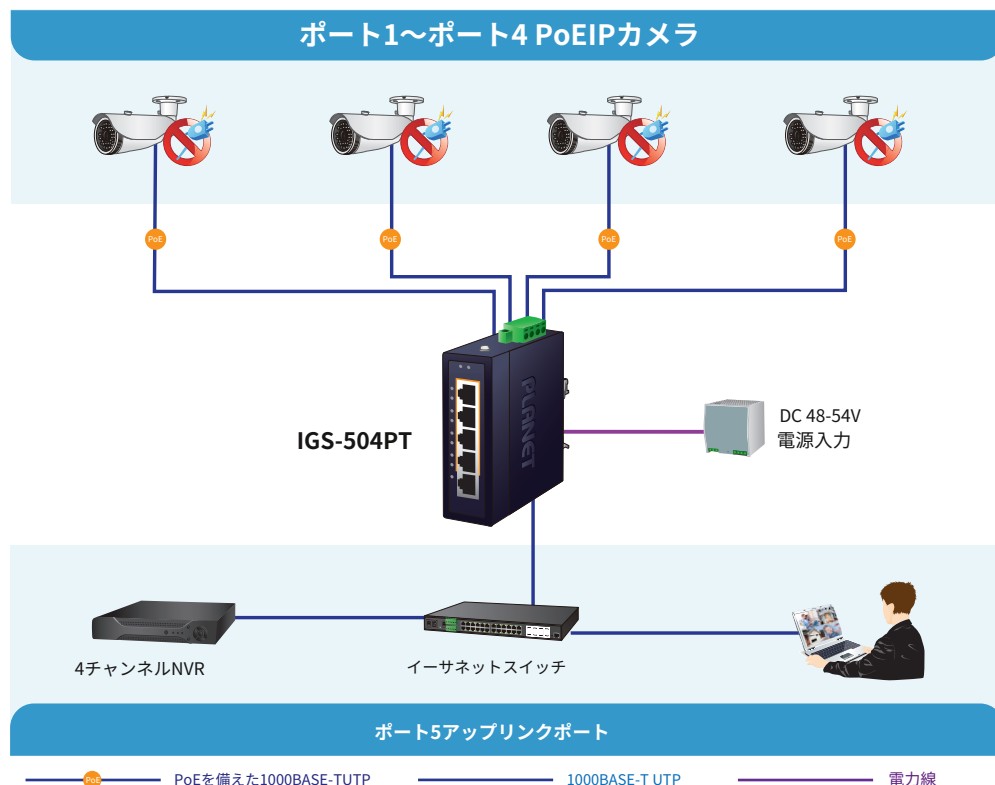 ポート1～ポート4 PoEIPカメラ
PoE
PoE
PoE
PoE
PLANET
IGS-504PT
DC 48-54V
電源入力
4チャンネルNVR
イーサネットスイッチ
ポート5アップリンクポート
PoE
PoEを備えた1000BASE-TUTP
1000BASE-T UTP
電力線